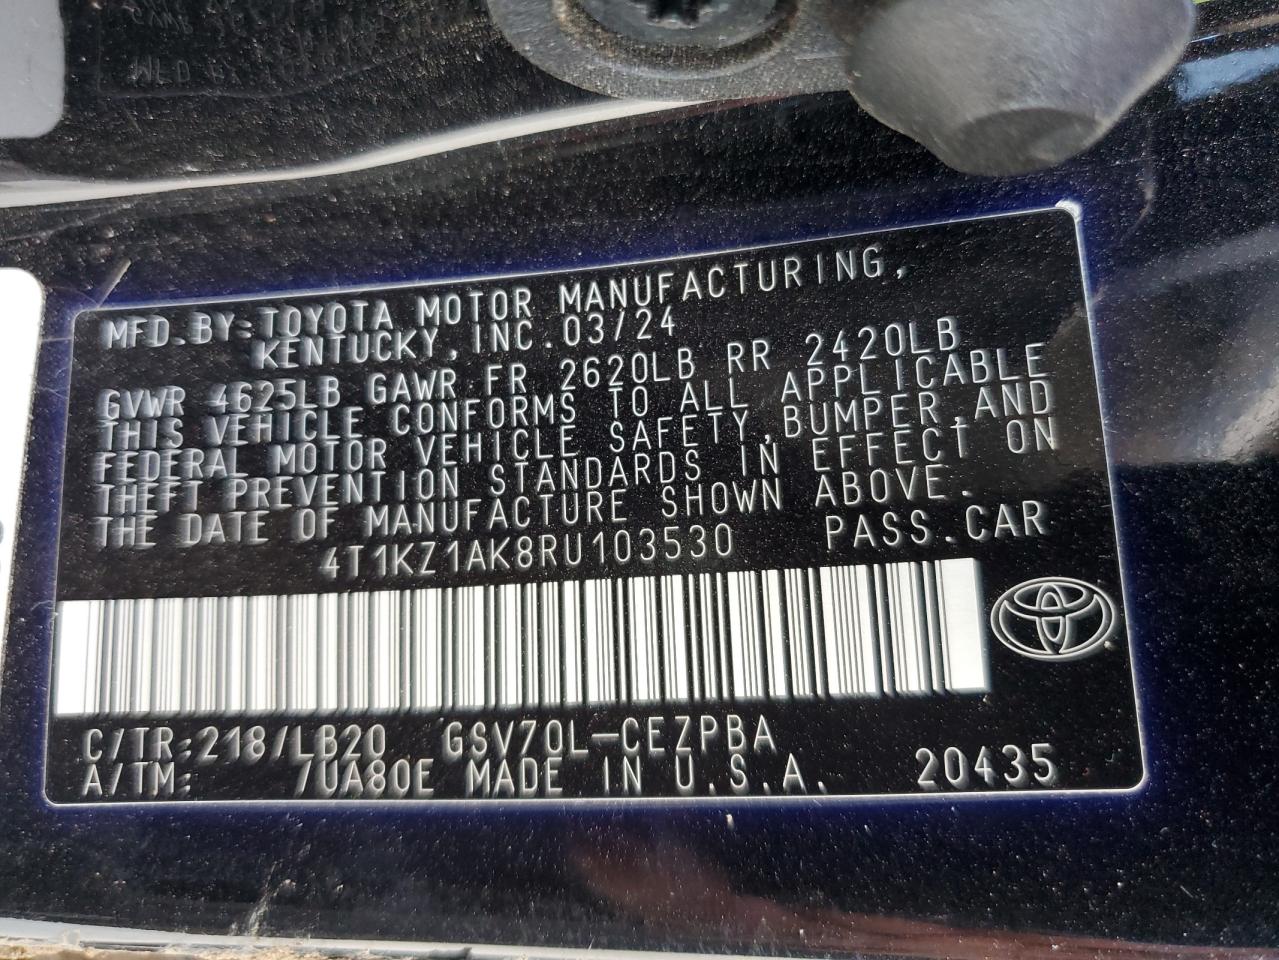 MFD.BY: TOYOTA MOTOR MANUFACTURING,
KENTUCKY, INC. 03/24
GVWR 4625LB GAWR FR 2620LB RR 2420LB
THIS VEHICLE CONFORMS TO ALL APPLICABLE
FEDERAL MOTOR VEHICLE SAFETY, BUMPER, AND
THEFT PREVENTION STANDARDS IN EFFECT ON
THE DATE OF MANUFACTURE SHOWN ABOVE.
4T1KZ1AK8RU103530 PASS.CAR
C/TR:218/LB20 GSV70L-CEZPBA
A/TM: /UA80E MADE IN U.S.A. 20435